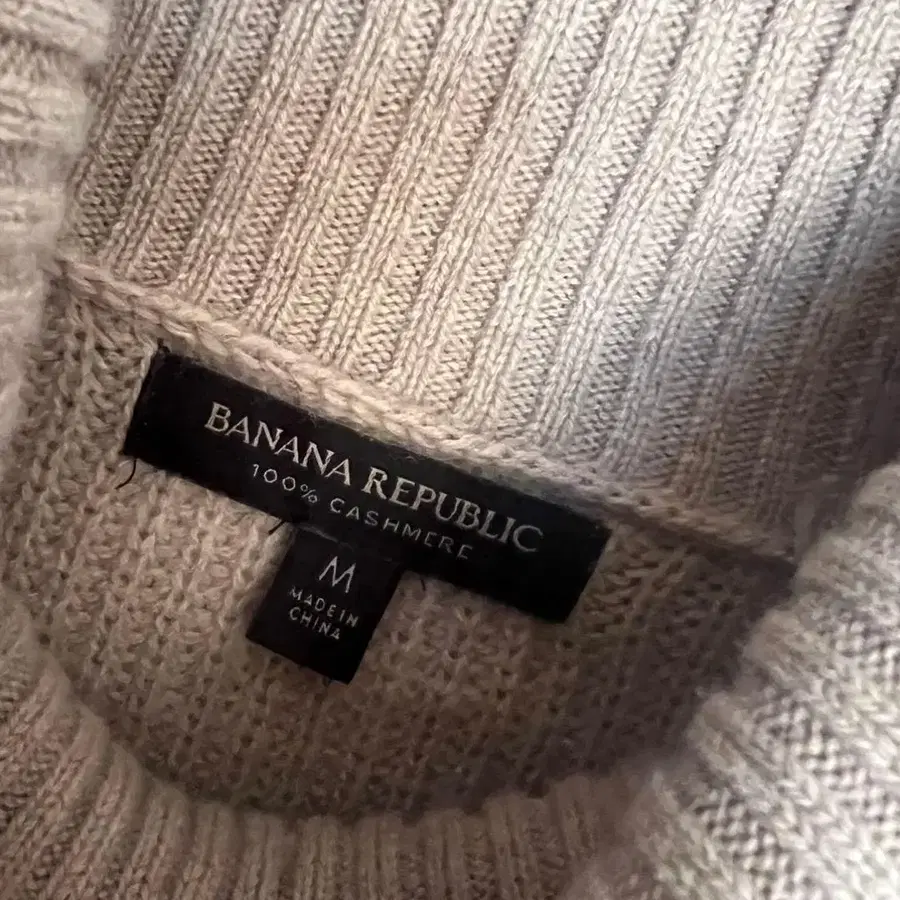 BANANA REPUBLIC
100% CASHMERE
M
MADE IN
CHINA